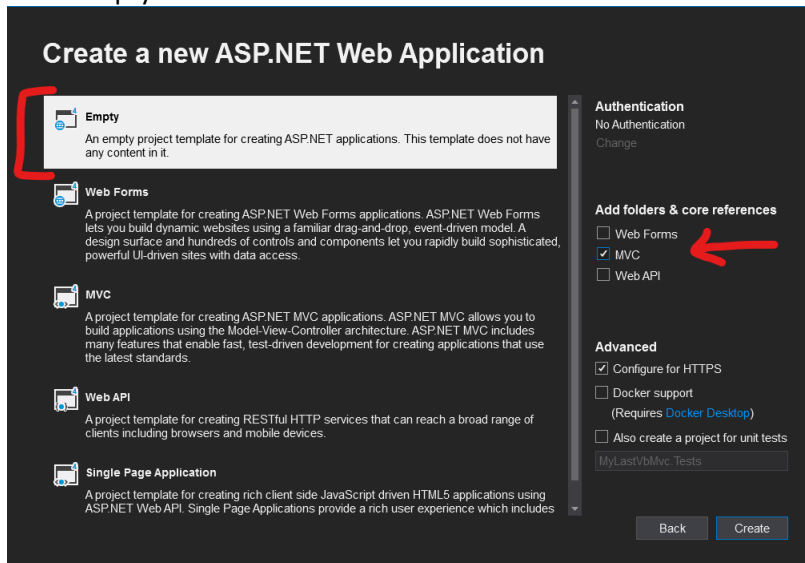 Create a new ASP.NET Web Application
Empty
An empty project template for creating ASP.NET applications. This template does not have
any content in it.
Web Forms
A project template for creating ASP.NET Web Forms applications. ASP.NET Web Forms
lets you build dynamic websites using a familiar drag-and-drop, event-driven model. A
design surface and hundreds of controls and components let you rapidly build sophisticated,
powerful UI-driven sites with data access.
MVC
A project template for creating ASP.NET MVC applications. ASP.NET MVC allows you to
build applications using the Model-View-Controller architecture. ASP.NET MVC includes
many features that enable fast, test-driven development for creating applications that use
the latest standards.
Web API
A project template for creating RESTful HTTP services that can reach a broad range of
clients including browsers and mobile devices.
Single Page Application
A project template for creating rich client side JavaScript driven HTML5 applications using
ASP.NET Web API. Single Page Applications provide a rich user experience which includes
Authentication
No Authentication
Change
Add folders & core references
Web Forms
MVC
Web API
Advanced
Configure for HTTPS
Docker support
(Requires Docker Desktop)
Also create a project for unit tests
MyLastVbMvc.Tests
Back
Create